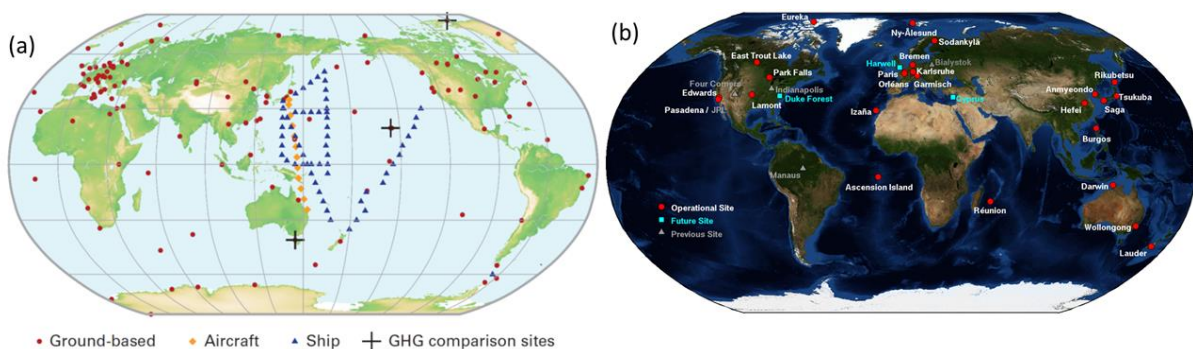 (a)
Ground-based
Aircraft
Ship
GHG comparison sites
(b)
Eureka
Ny-Ålesund
Sodankylä
East Trout Lake
Bremen
Harwell
Bialystok
Park Falls
Paris
Karlsruhe
Rikubetsu
Four Corners
Indianapolis
Orléans
Garmisch
Edwards
Duke Forest
Cyprus
Anmyeondo
Tsukuba
Pasadena / JPL
Lamont
Izaña
Hefei
Saga
Burgos
Manaus
Ascension Island
Darwin
Operational Site
Réunion
Future Site
Wollongong
Previous Site
Lauder